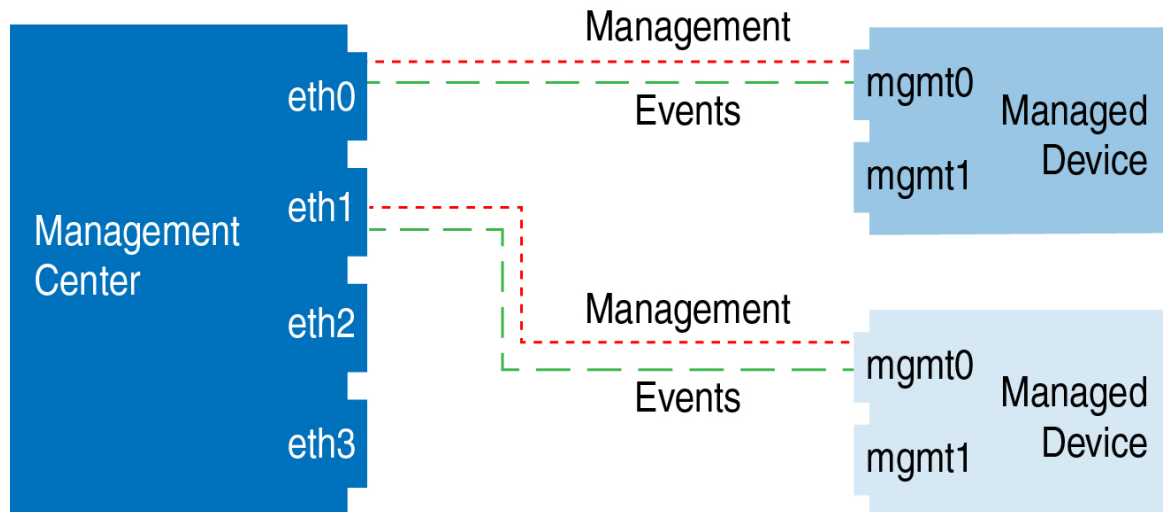 Management
Center
eth0
eth1
eth2
eth3
Management
Events
mgmt0
mgmt1
Managed
Device
Management
Events
mgmt0
mgmt1
Managed
Device